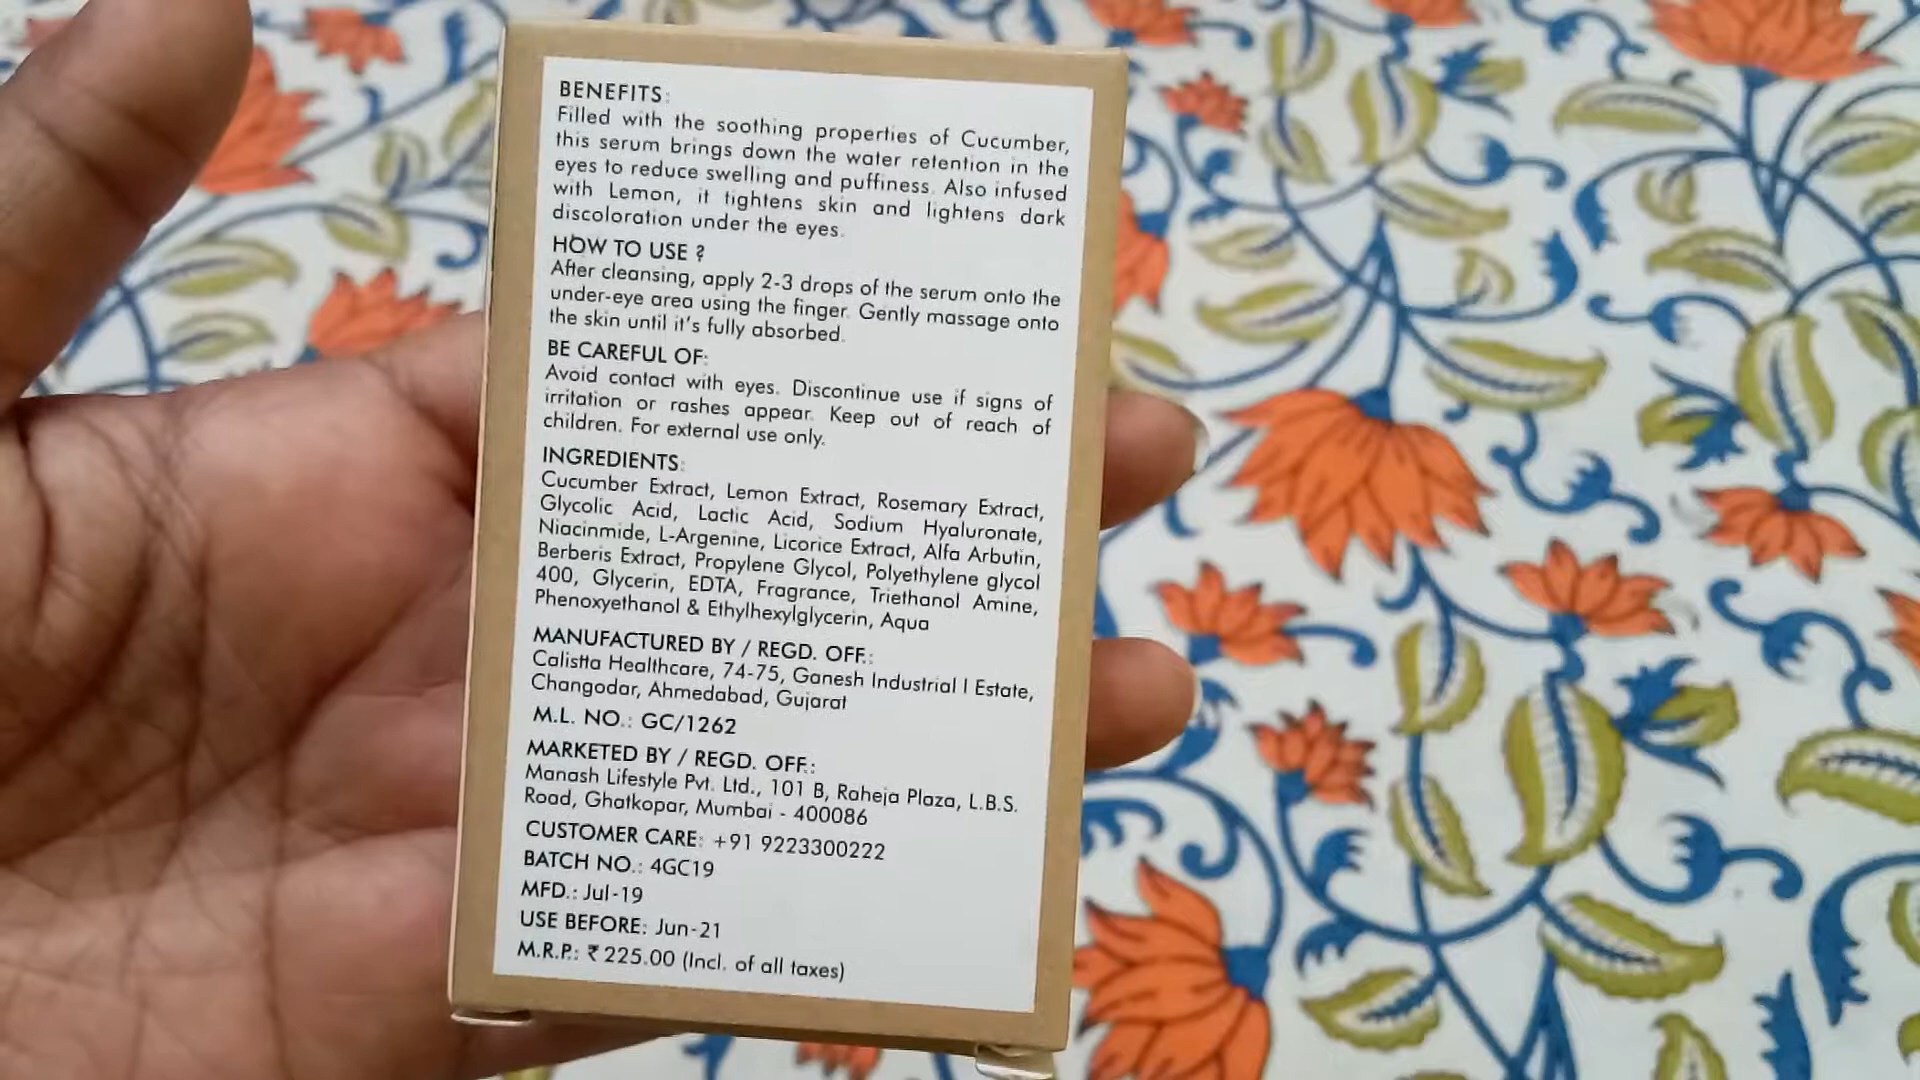 BENEFITS:
Filled with the soothing properties of Cucumber,
this serum brings down the water retention in the
eyes to reduce swelling and puffiness. Also infused
with Lemon, it tightens skin and lightens dark
discoloration under the eyes.
HOW TO USE ?
After cleansing, apply 2-3 drops of the serum onto the
under-eye area using the finger. Gently massage onto
the skin until it's fully absorbed.
BE CAREFUL OF:
Avoid contact with eyes. Discontinue use if signs of
irritation or rashes appear. Keep out of reach of
children. For external use only.
INGREDIENTS:
Cucumber Extract, Lemon Extract, Rosemary Extract,
Glycolic Acid, Lactic Acid, Sodium Hyaluronate,
Niacinmide, L-Argenine, Licorice Extract, Alfa Arbutin,
Berberis Extract, Propylene Glycol, Polyethylene glycol
400, Glycerin, EDTA, Fragrance, Triethanol Amine,
Phenoxyethanol & Ethylhexylglycerin, Aqua
MANUFACTURED BY / REGD. OFF.:
Calistta Healthcare, 74-75, Ganesh Industrial l Estate,
Changodar, Ahmedabad, Gujarat
M.L. NO.: GC/1262
MARKETED BY / REGD. OFF.:
Manash Lifestyle Pvt. Ltd., 101 B, Raheja Plaza, L.B.S.
Road, Ghatkopar, Mumbai - 400086
CUSTOMER CARE: +91 9223300222
BATCH NO.: 4GC19
MFD.: Jul-19
USE BEFORE: Jun-21
M.R.P.: ₹ 225.00 (Incl. of all taxes)